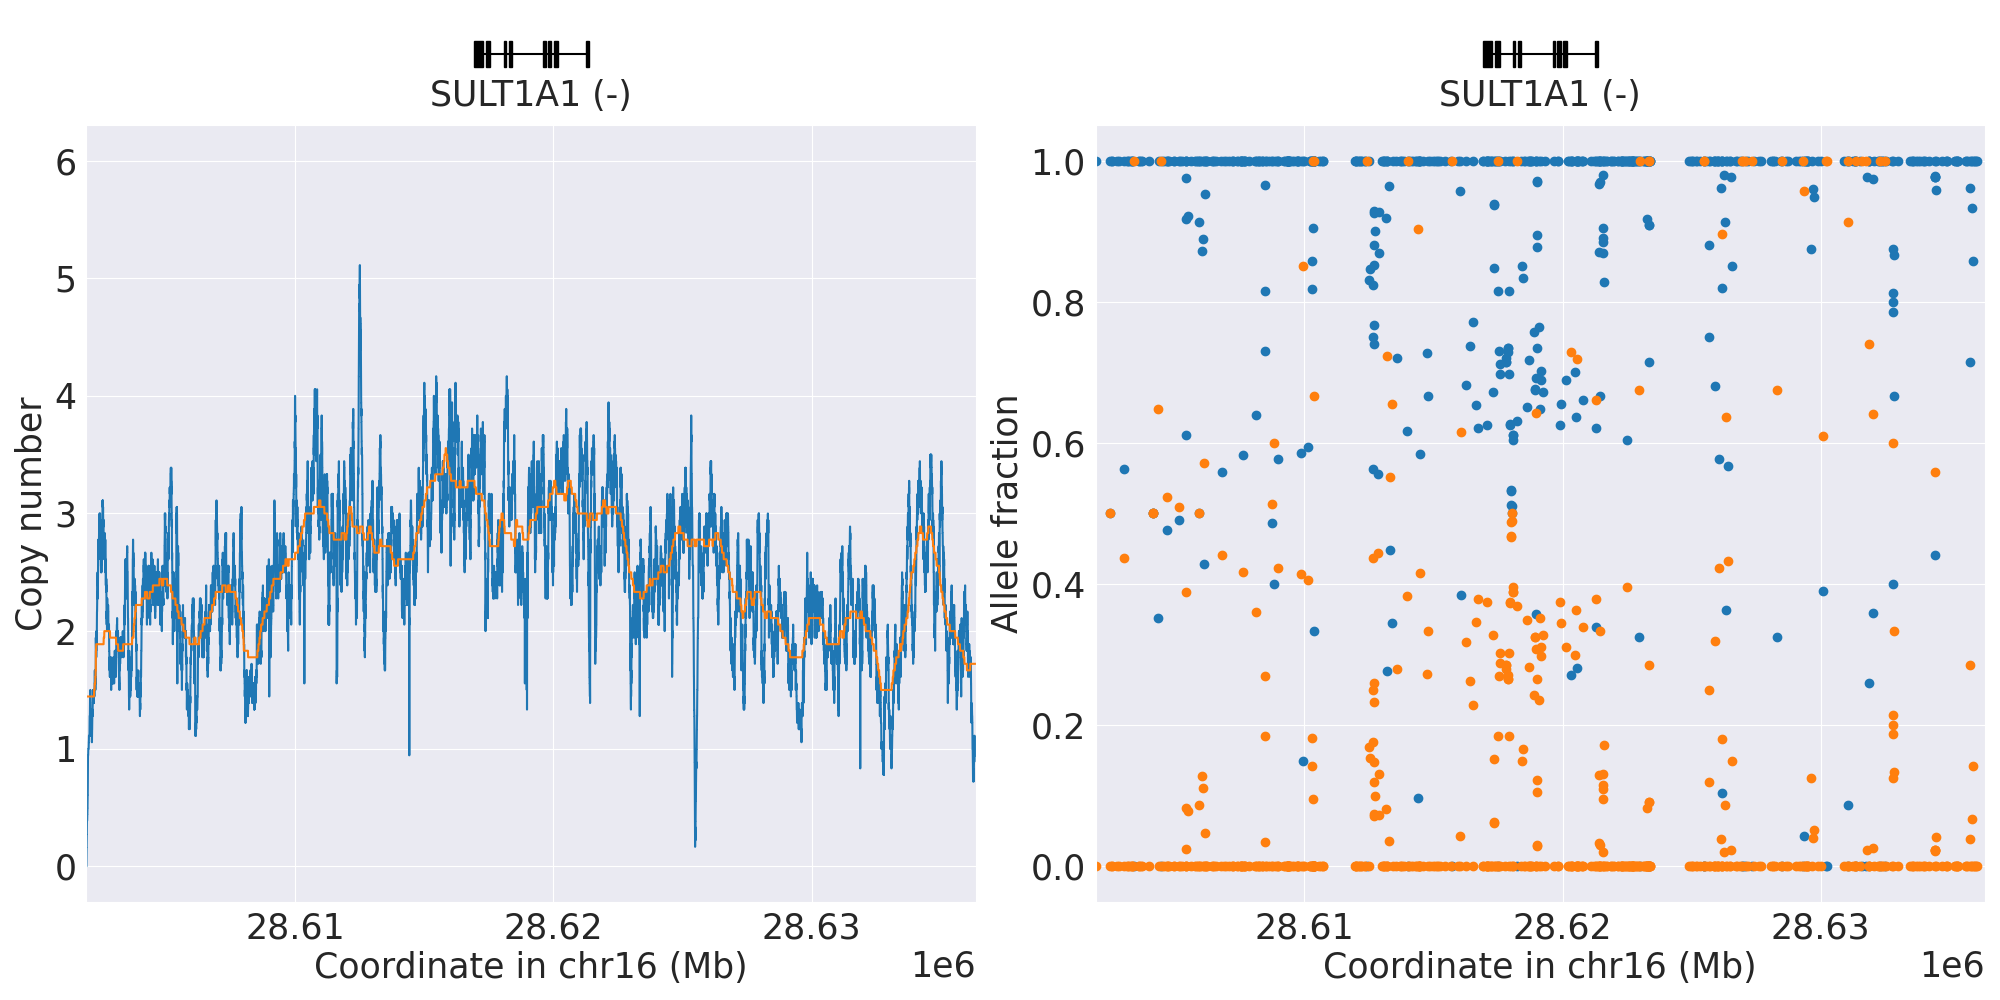 SULT1A1 (-)
6
5
4
3
2
1
0
Copy number
28.61
28.62
28.63
Coordinate in chr16 (Mb)
1e6
SULT1A1 (-)
1.0
0.8
0.6
0.4
0.2
0.0
Allele fraction
28.61
28.62
28.63
Coordinate in chr16 (Mb)
1e6